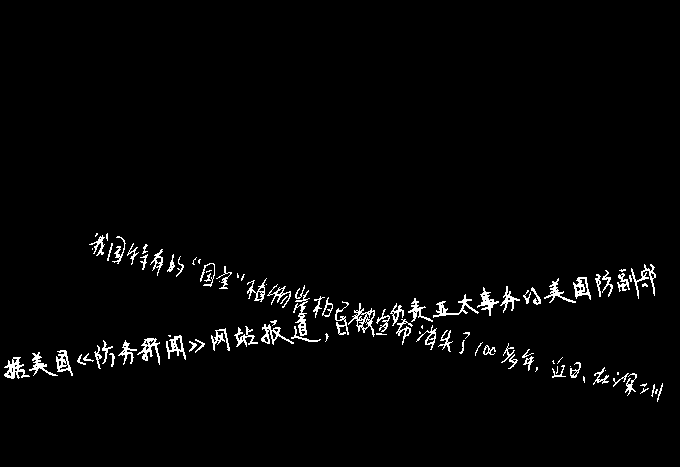 我国特有的“国宝”植物崖柏已被宣布消失了100多年,近日,在深圳
据美国《防务新闻》网站报道,目前负责亚太事务的美国防副部